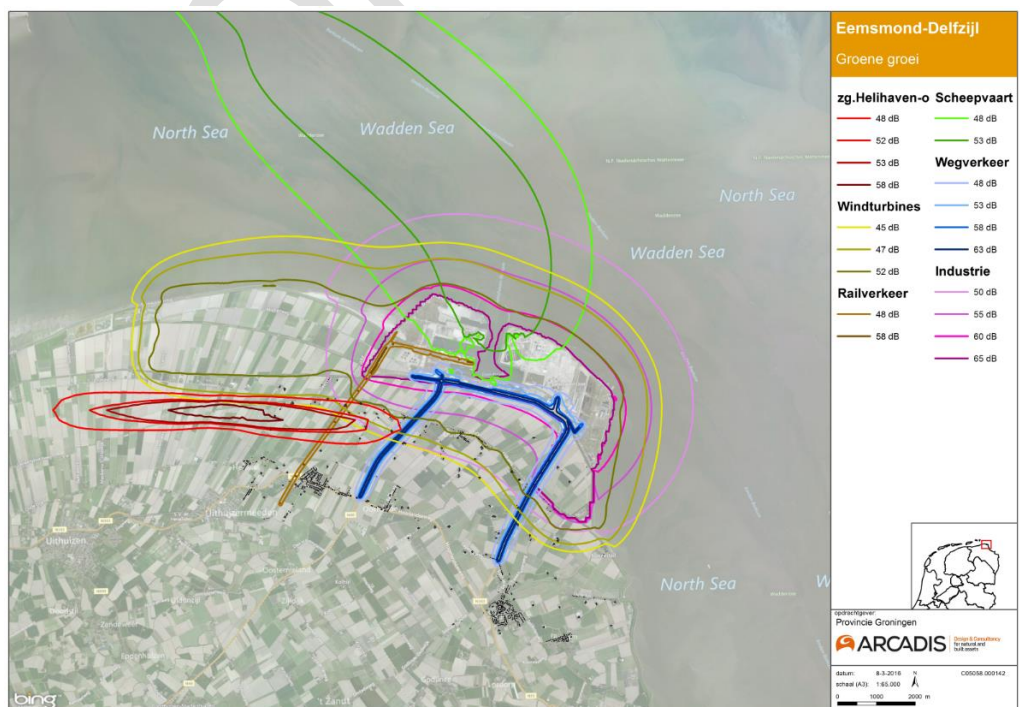 Eemsmond-Delfzijl
Groene groei
zg.Helihaven-o
48 dB
52 dB
53 dB
58 dB
Windturbines
45 dB
47 dB
52 dB
Railverkeer
48 dB
58 dB
Scheepvaart
48 dB
53 dB
Wegverkeer
48 dB
53 dB
58 dB
63 dB
Industrie
50 dB
55 dB
60 dB
65 dB
North Sea
Wadden Sea
North Sea
Wadden Sea
North Sea
W
Uithuizen
't Zandt
bing
opdrachtgever:
Provincie Groningen
ARCADIS
Design & Consultancy
for natural and
built assets
datum: 8-3-2016 N C05058.000142
schaal (A3): 1:65.000
0 1000 2000 m